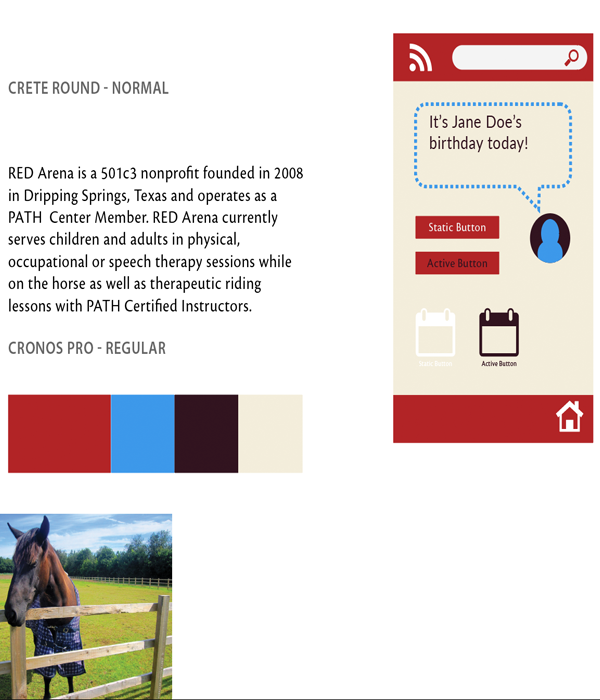 CRETE ROUND - NORMAL
RED Arena is a 501c3 nonprofit founded in 2008
in Dripping Springs, Texas and operates as a
PATH Center Member. RED Arena currently
serves children and adults in physical,
occupational or speech therapy sessions while
on the horse as well as therapeutic riding
lessons with PATH Certified Instructors.
CRONOS PRO - REGULAR
It's Jane Doe's
birthday today!
Static Button
Active Button
Static Button
Active Button